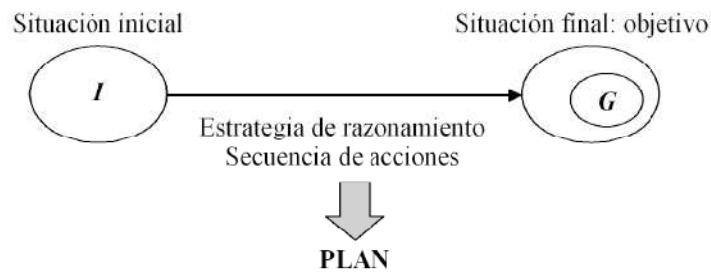 Situación inicial
Situación final: objetivo
I
G
Estrategia de razonamiento
Secuencia de acciones
PLAN